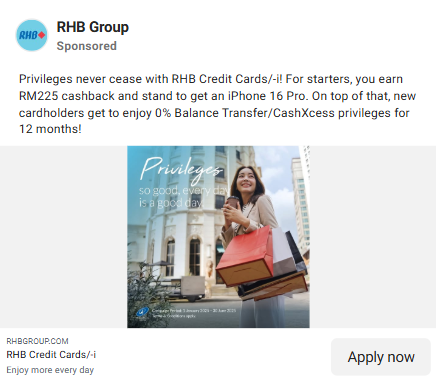 RHB
RHB Group
Sponsored
Privileges never cease with RHB Credit Cards/-i! For starters, you earn
RM225 cashback and stand to get an iPhone 16 Pro. On top of that, new
cardholders get to enjoy 0% Balance Transfer/CashXcess privileges for
12 months!
Privileges
so good, every day
is a good day.
Campaign Period: 1 January 2025 - 30 June 2025
Terms & Conditions apply.
RHBGROUP.COM
RHB Credit Cards/-i
Enjoy more every day
Apply now